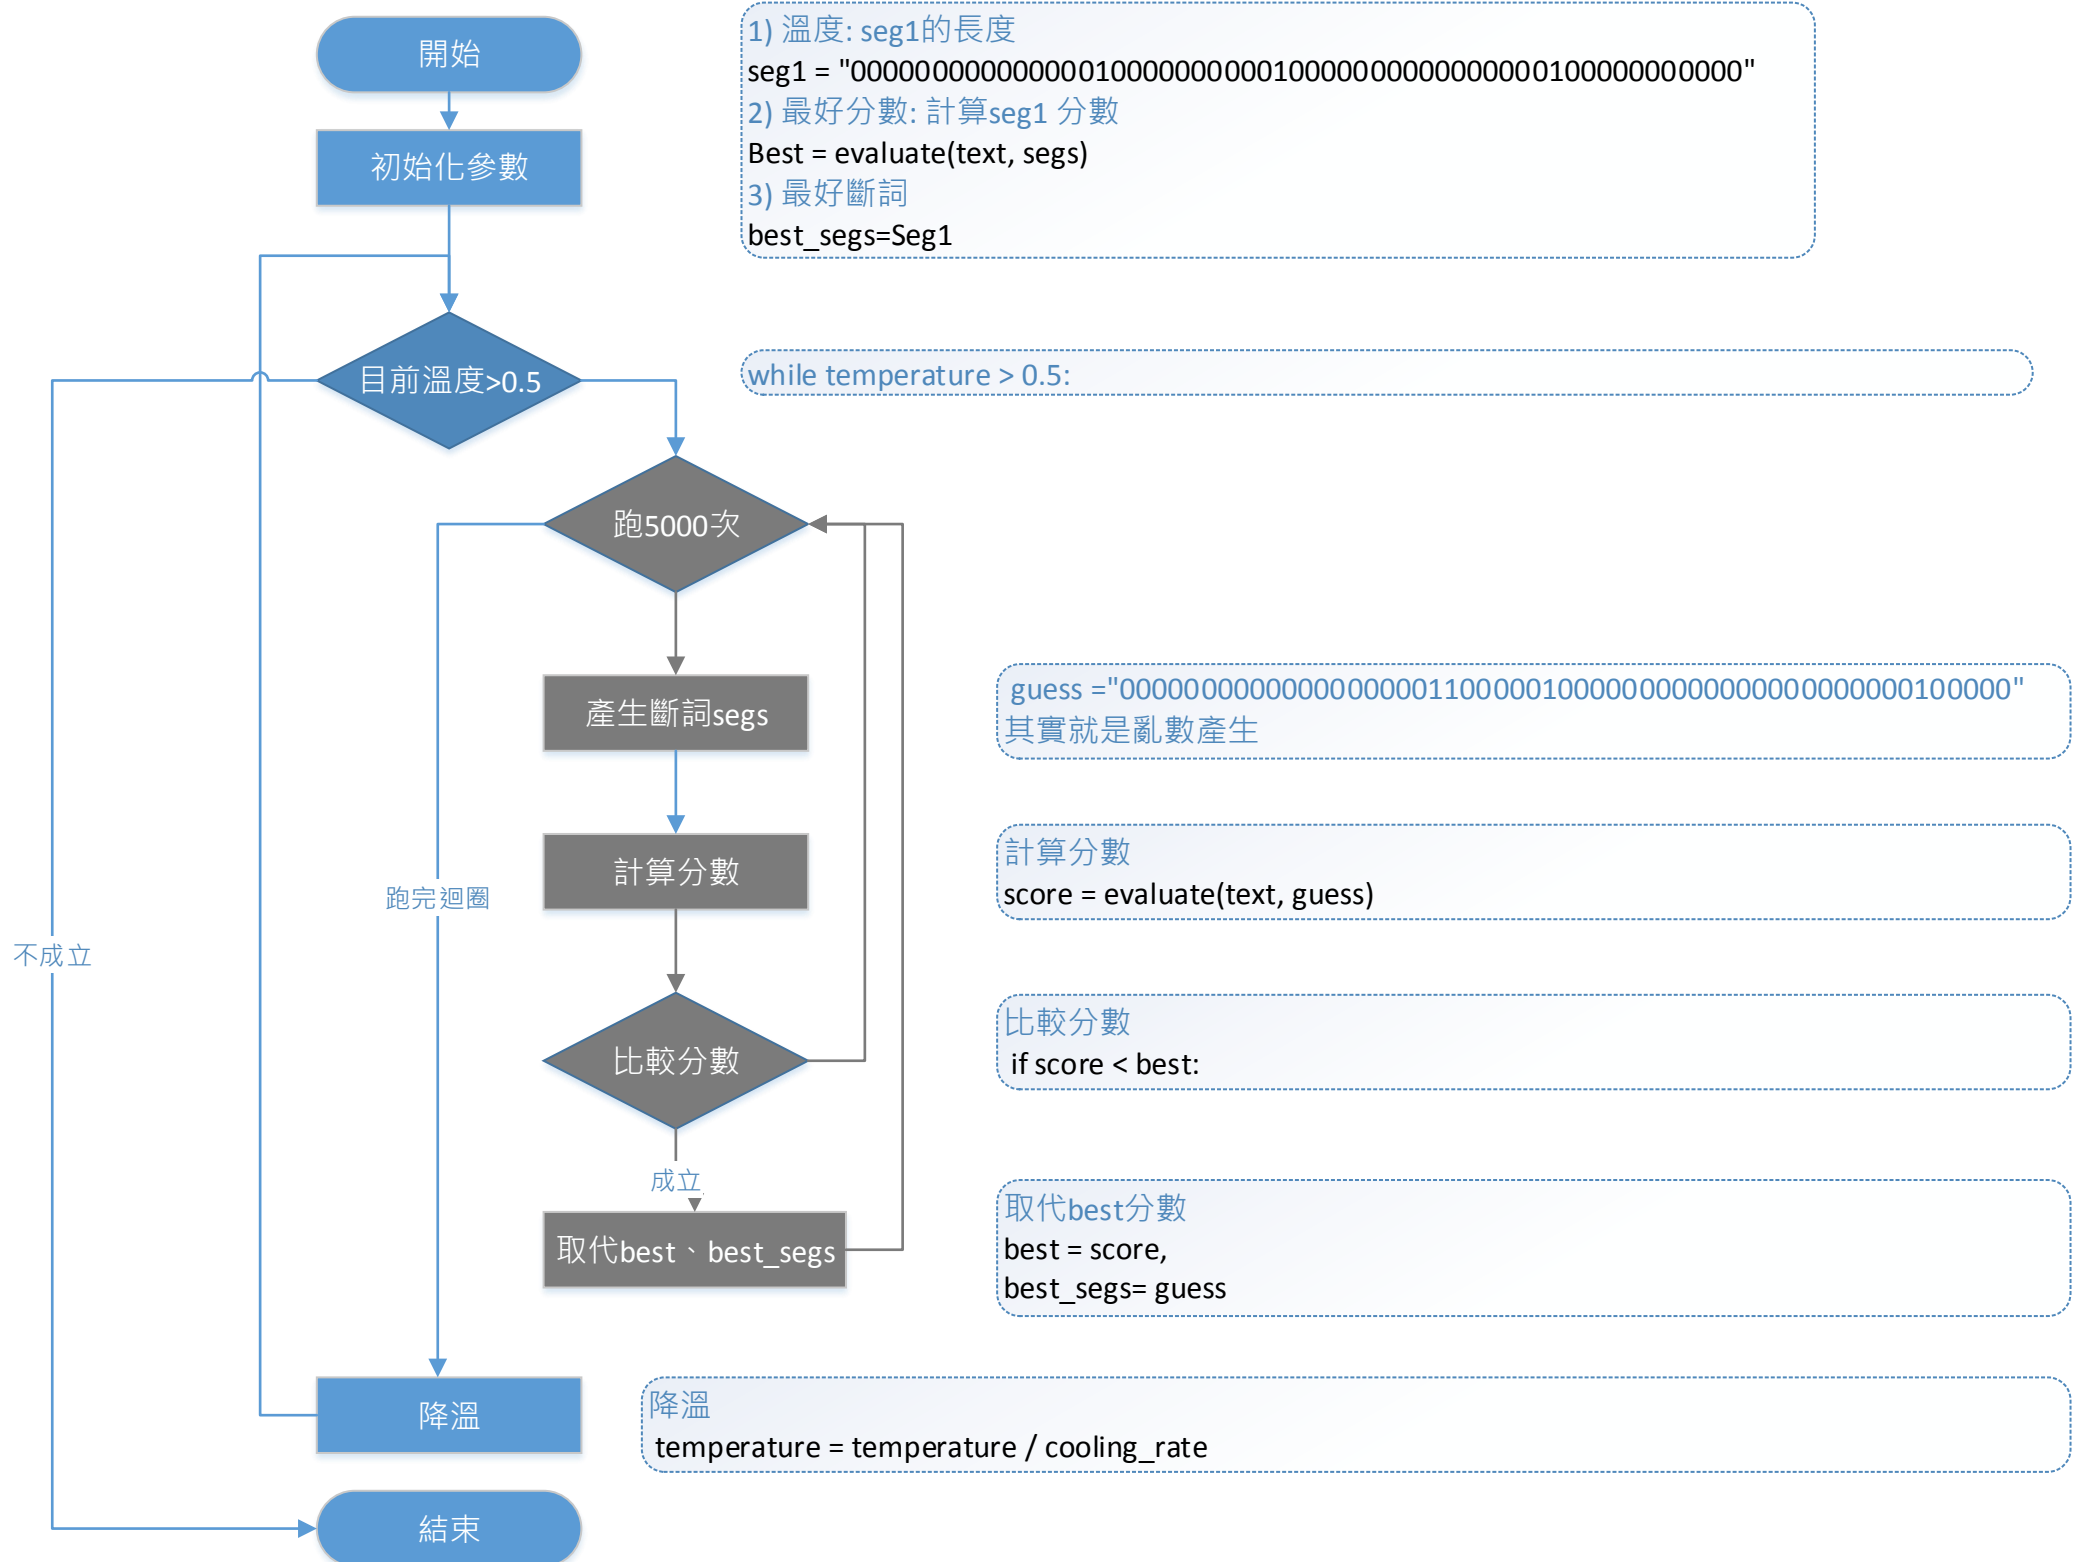 開始
1) 溫度: seg1的長度
seg1 = "0000000000000001000000000010000000000000000100000000000"
2) 最好分數: 計算seg1 分數
Best = evaluate(text, segs)
3) 最好斷詞
best_segs=Seg1
初始化參數
目前溫度>0.5
while temperature > 0.5:
跑5000次
產生斷詞segs
guess ="0000000000000000000110000010000000000000000000000100000"
其實就是亂數產生
計算分數
計算分數
score = evaluate(text, guess)
跑完迴圈
不成立
比較分數
比較分數
if score < best:
成立
取代best、best_segs
取代best分數
best = score,
best_segs= guess
降溫
降溫
temperature = temperature / cooling_rate
結束